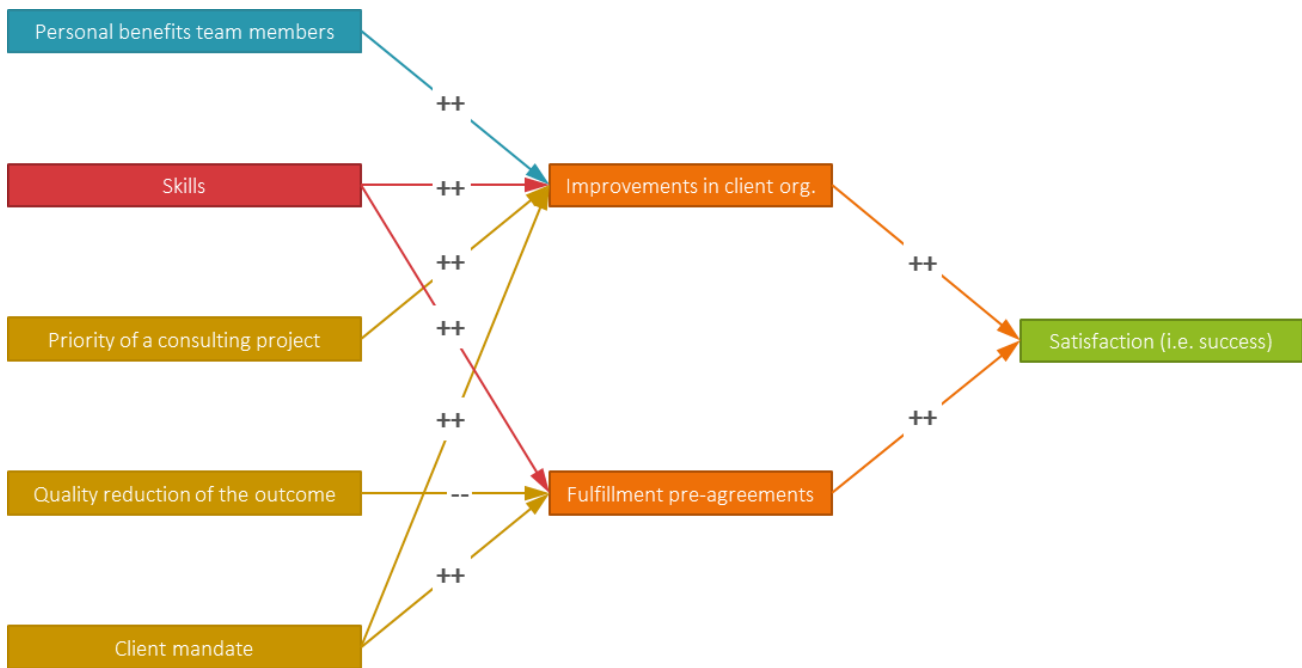 Personal benefits team members
++
Skills
++
Improvements in client org.
++
++
++
Priority of a consulting project
Satisfaction (i.e. success)
++
++
Quality reduction of the outcome
--
Fulfillment pre-agreements
++
Client mandate